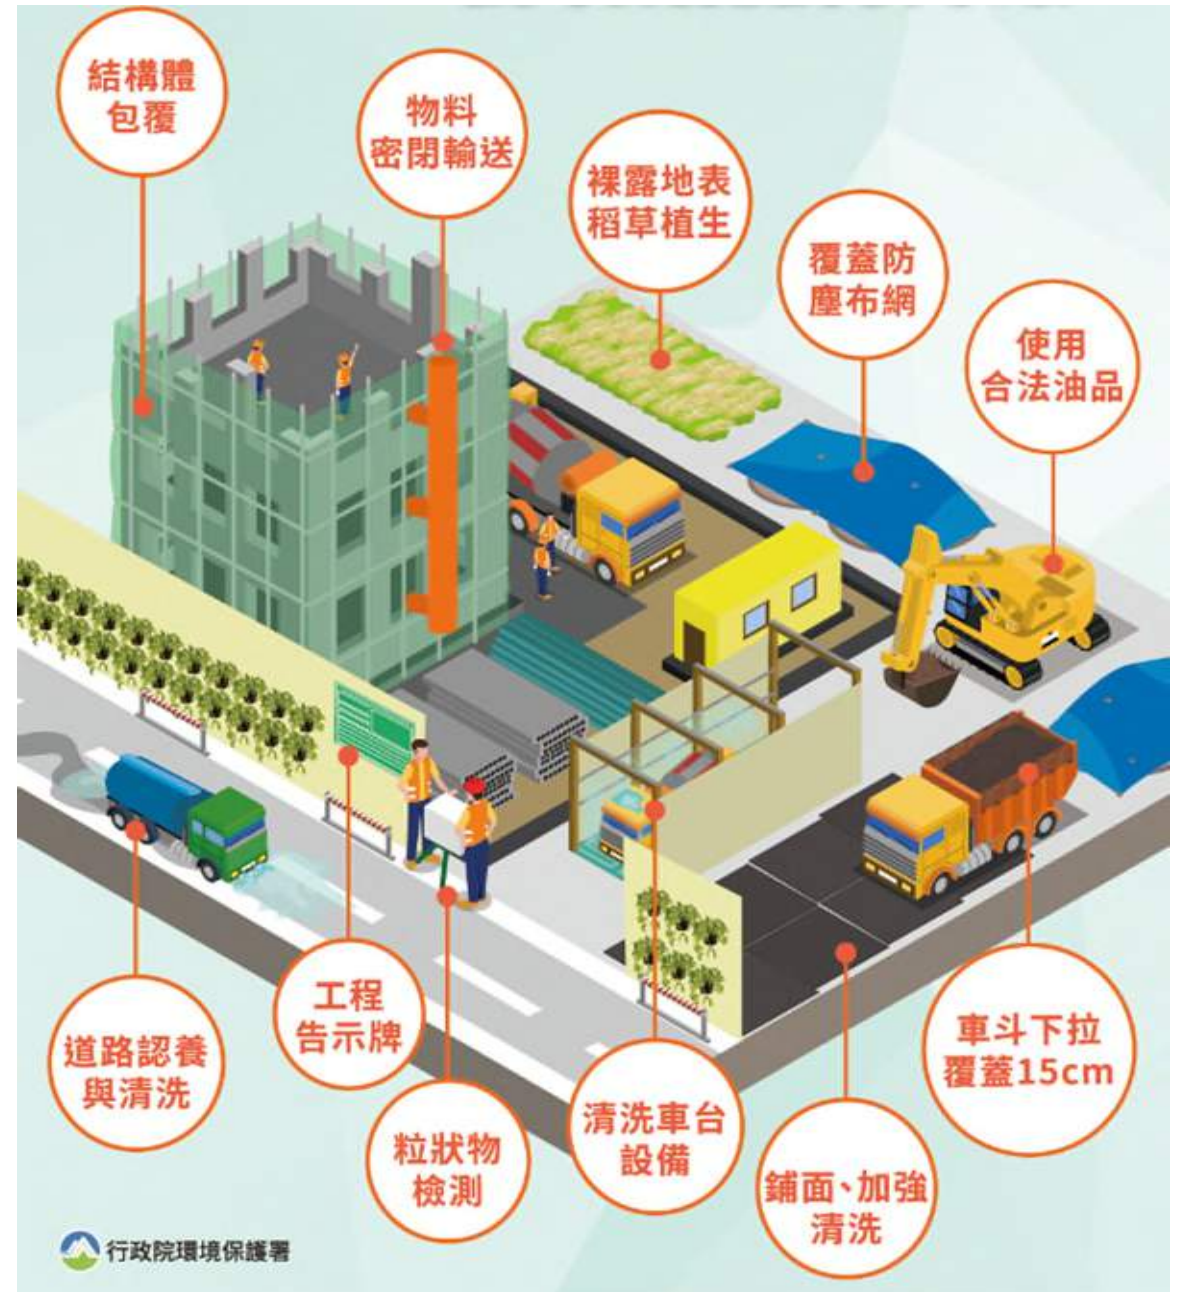 結構體
包覆
物料
密閉輸送
裸露地表
稻草植生
覆蓋防
塵布網
使用
合法油品
道路認養
與清洗
工程
告示牌
粒狀物
檢測
清洗車台
設備
鋪面、加強
清洗
車斗下拉
覆蓋15cm
行政院環境保護署